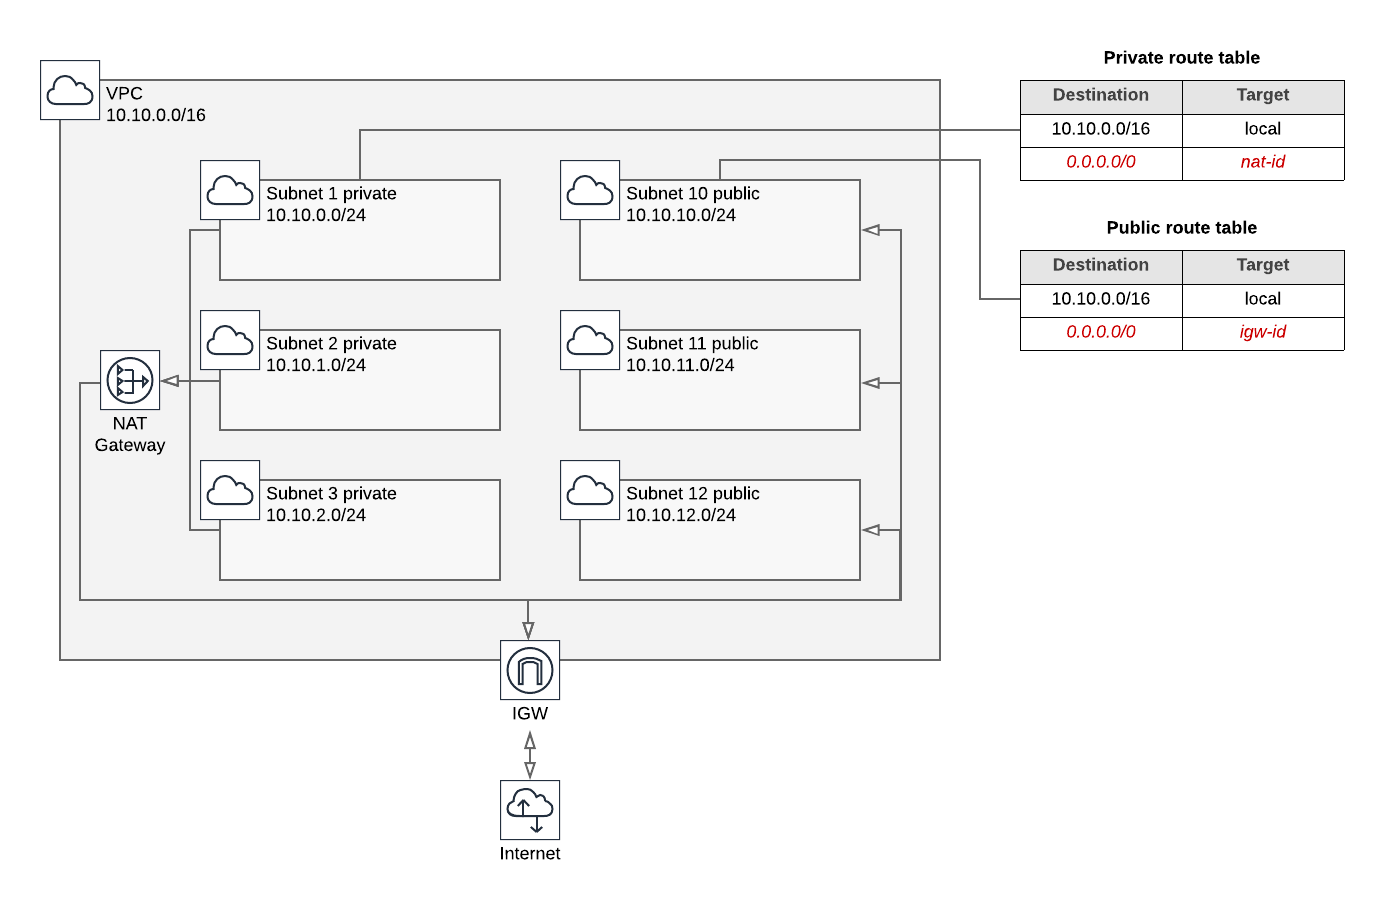 VPC
10.10.0.0/16
Subnet 1 private
10.10.0.0/24
Subnet 10 public
10.10.10.0/24
Subnet 2 private
10.10.1.0/24
Subnet 11 public
10.10.11.0/24
NAT
Gateway
Subnet 3 private
10.10.2.0/24
Subnet 12 public
10.10.12.0/24
IGW
Internet
Private route table
Destination Target
10.10.0.0/16 local
0.0.0.0/0 nat-id
Public route table
Destination Target
10.10.0.0/16 local
0.0.0.0/0 igw-id